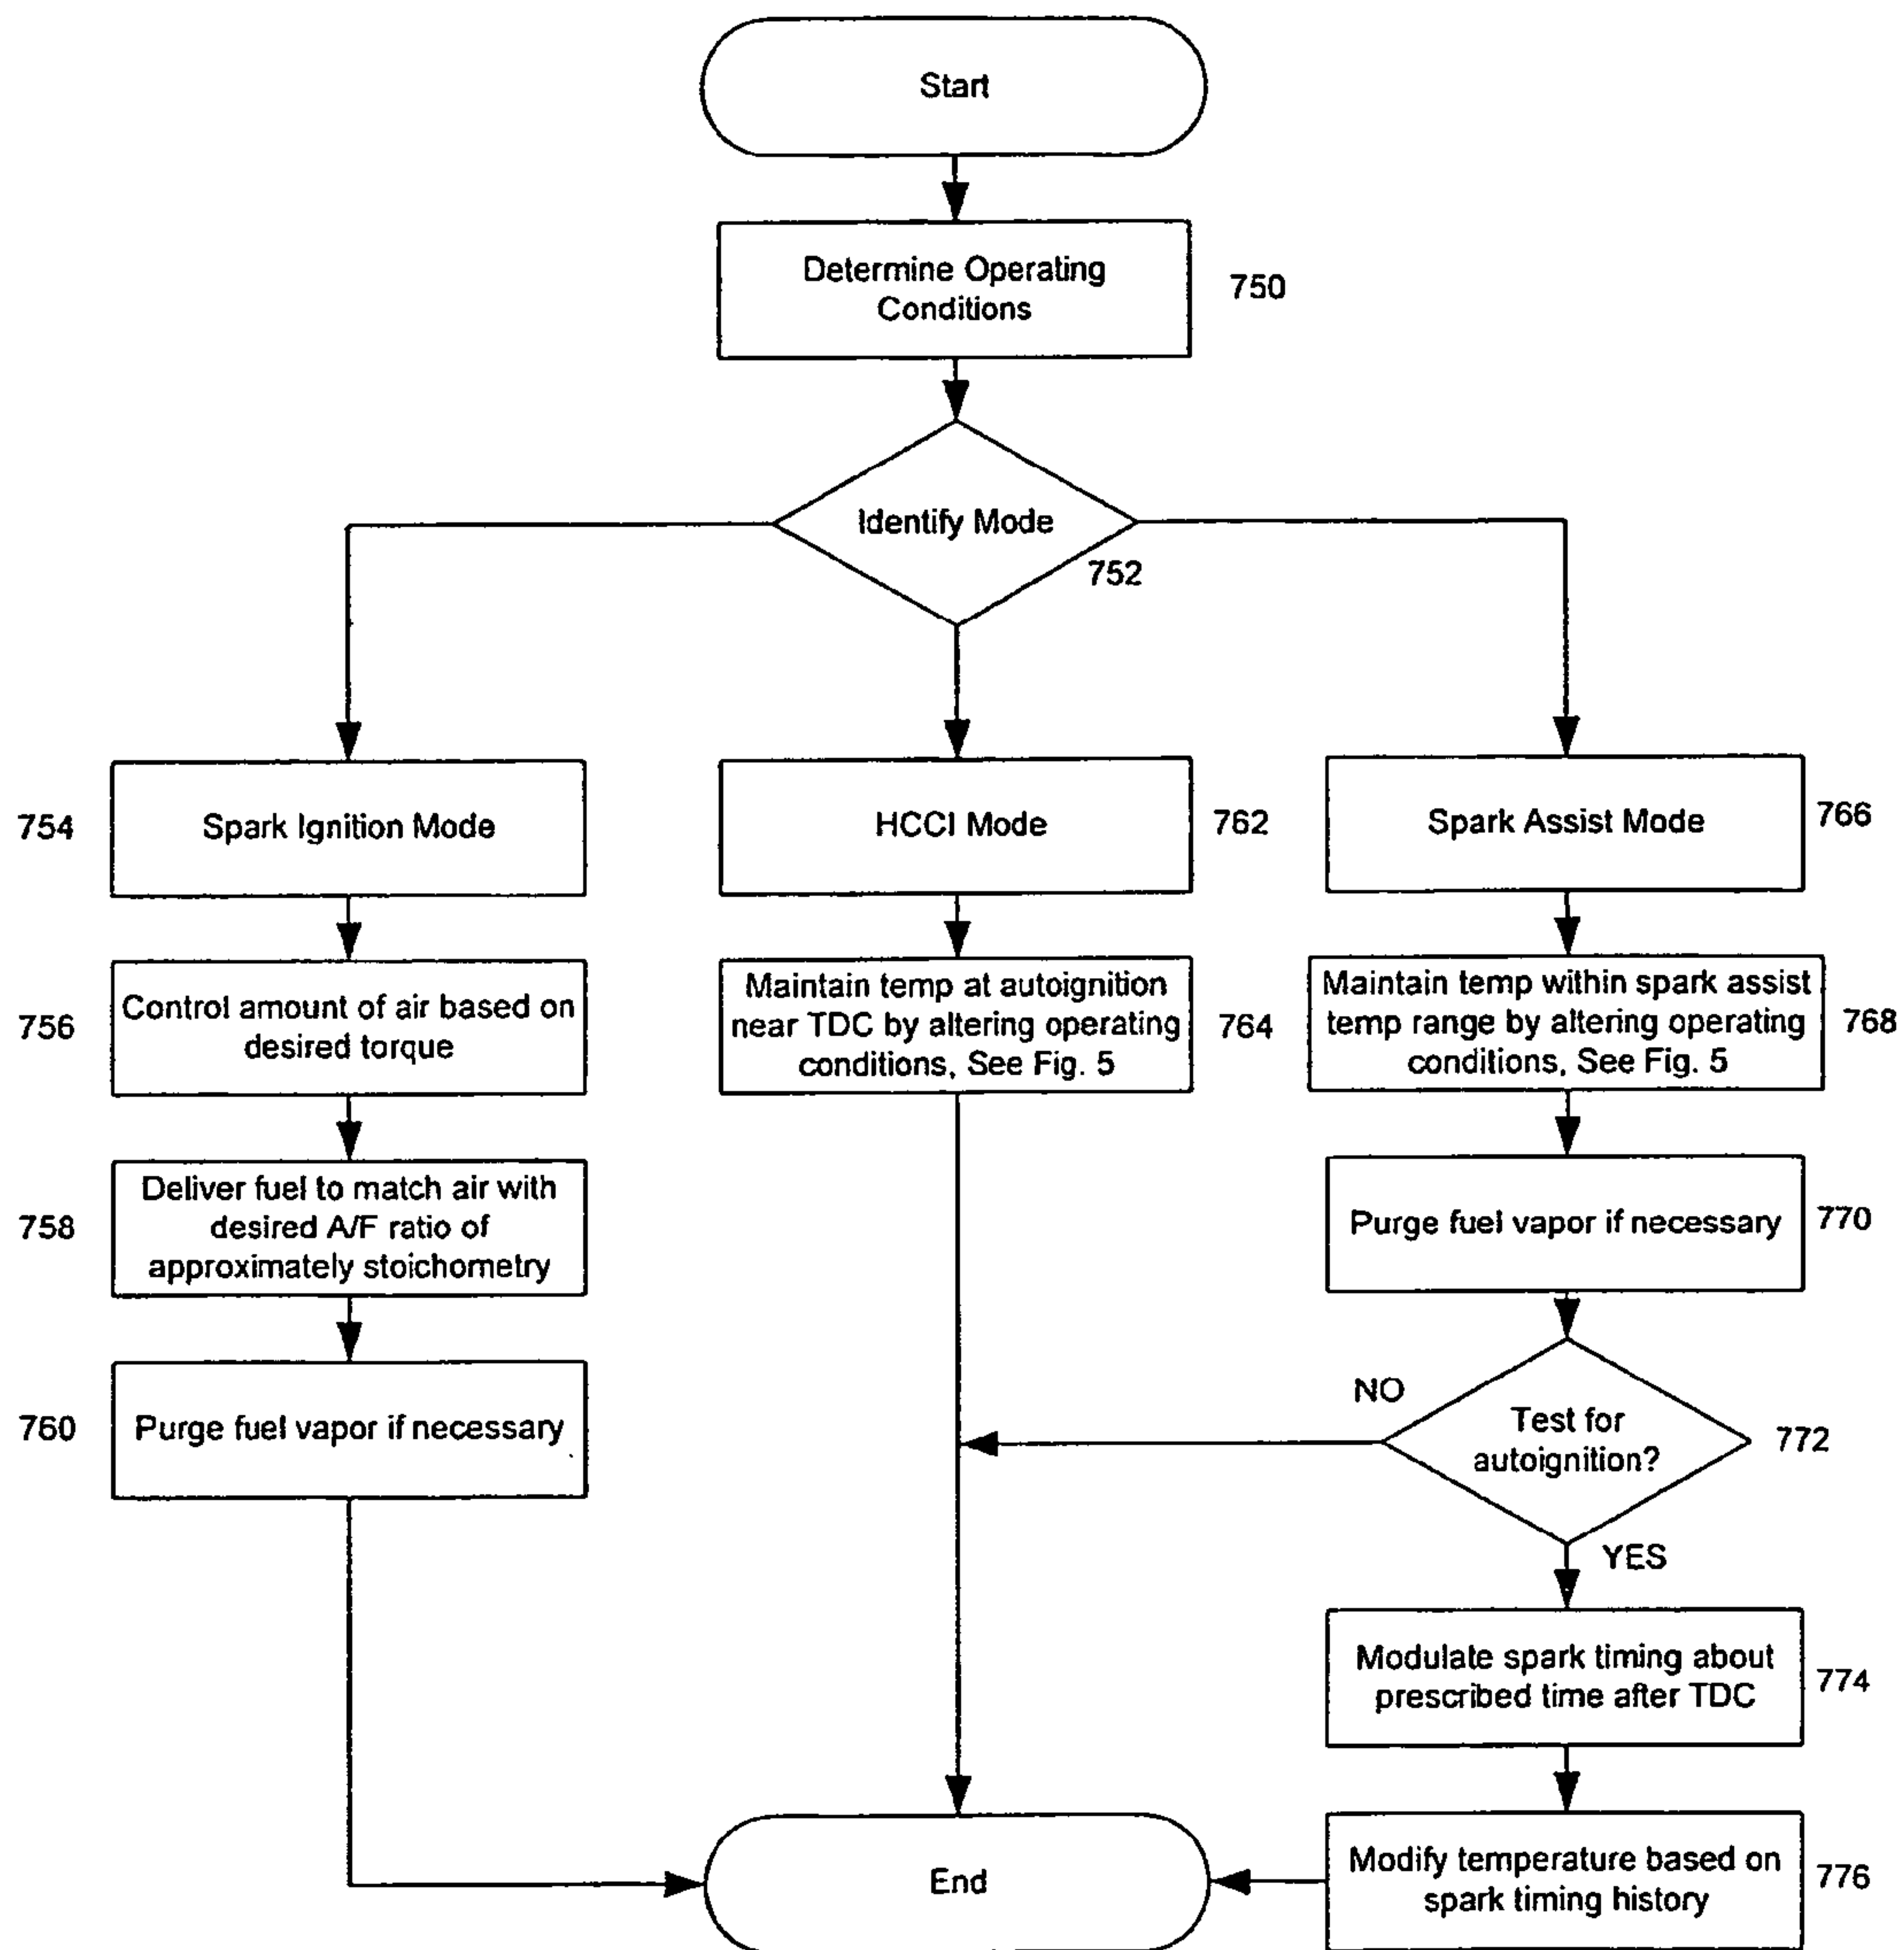 Start
Determine Operating
Conditions
750
Identify Mode
752
754
Spark Ignition Mode
HCCI Mode
762
Spark Assist Mode
766
756
Control amount of air based on
desired torque
Maintain temp at autoignition
near TDC by altering operating
conditions, See Fig. 5
764
Maintain temp within spark assist
temp range by altering operating
conditions, See Fig. 5
768
758
Deliver fuel to match air with
desired A/F ratio of
approximately stoichometry
Purge fuel vapor if necessary
770
760
Purge fuel vapor if necessary
NO
Test for
autoignition?
772
YES
Modulate spark timing about
prescribed time after TDC
774
End
Modify temperature based on
spark timing history
776